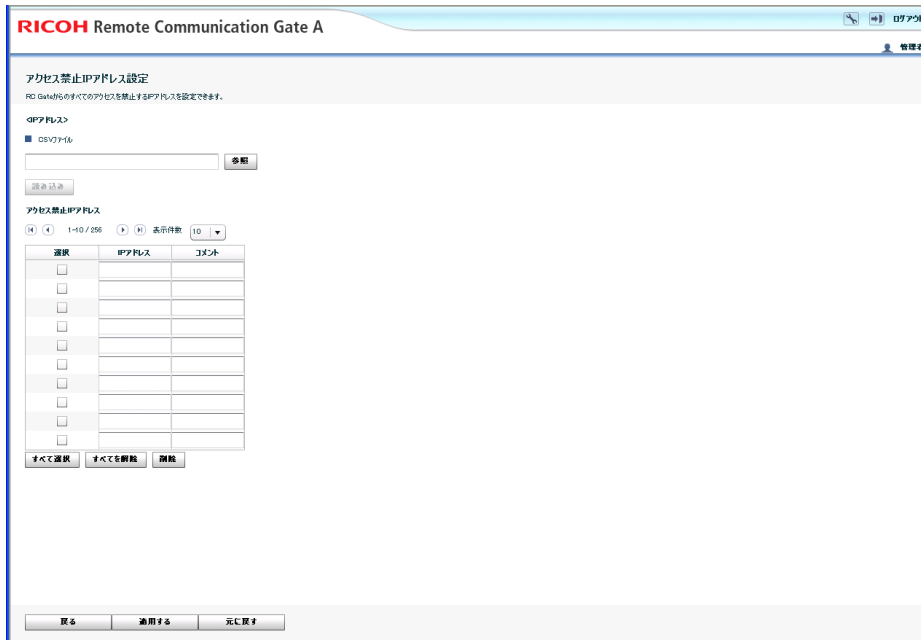 RICOH Remote Communication Gate A
ログアウト
管理者
アクセス禁止IPアドレス設定
RC Gateからのすべてのアクセスを禁止するIPアドレスを設定できます。
<IPアドレス>
CSVファイル
参照
読み込み
アクセス禁止IPアドレス
1-10 / 256 表示件数 10
選択 IPアドレス コメント
すべて選択 すべてを解除 削除
戻る 適用する 元に戻す